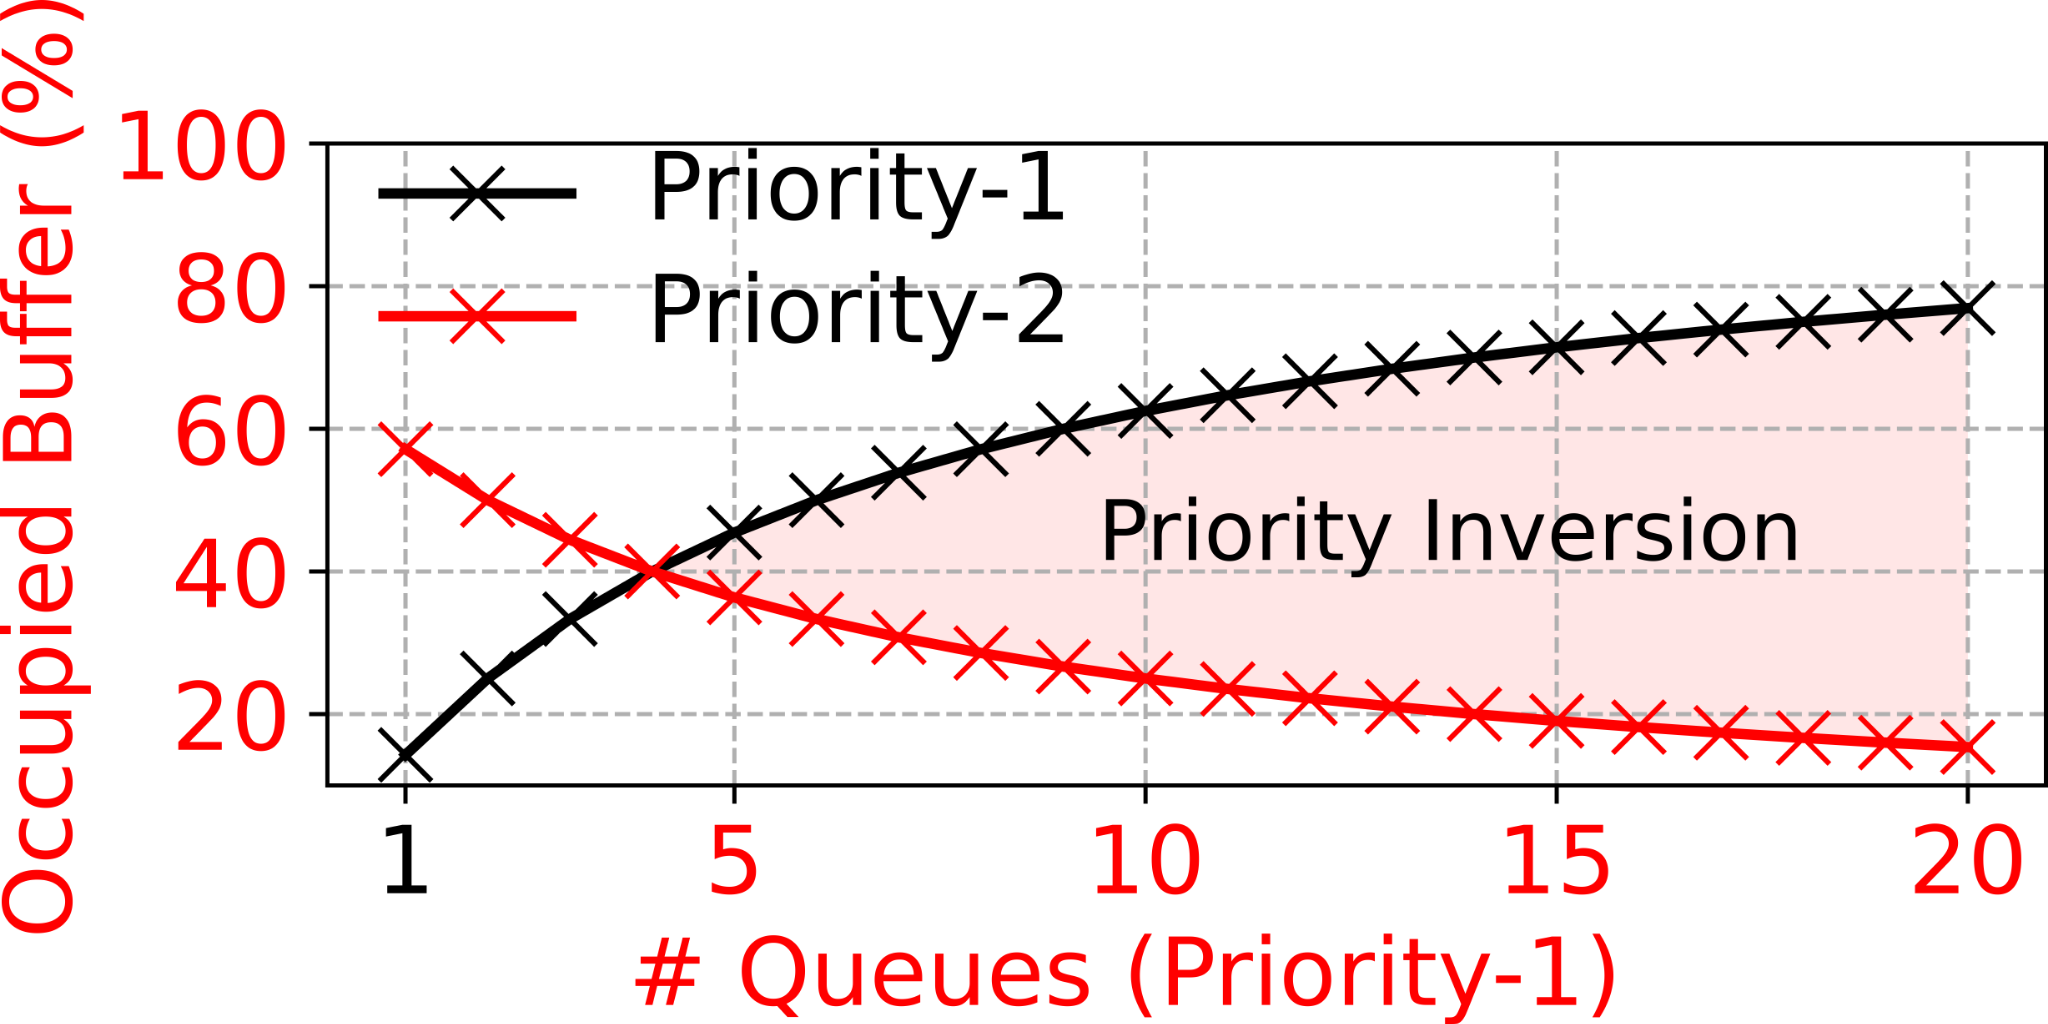 Occupied Buffer (%)
100
80
60
40
20
Priority-1
Priority-2
Priority Inversion
1 5 10 15 20
# Queues (Priority-1)